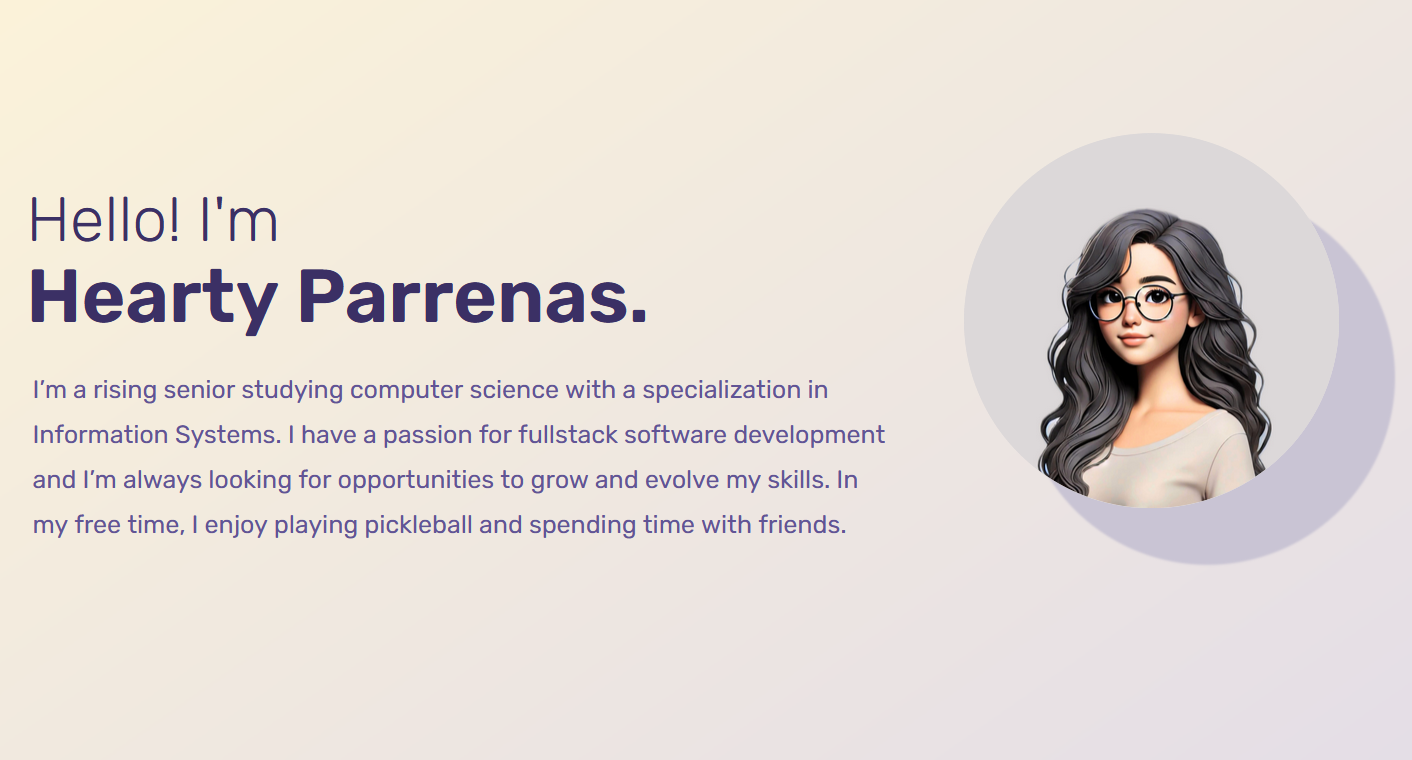 Hello! I'm
Hearty Parrenas.
I’m a rising senior studying computer science with a specialization in
Information Systems. I have a passion for fullstack software development
and I’m always looking for opportunities to grow and evolve my skills. In
my free time, I enjoy playing pickleball and spending time with friends.